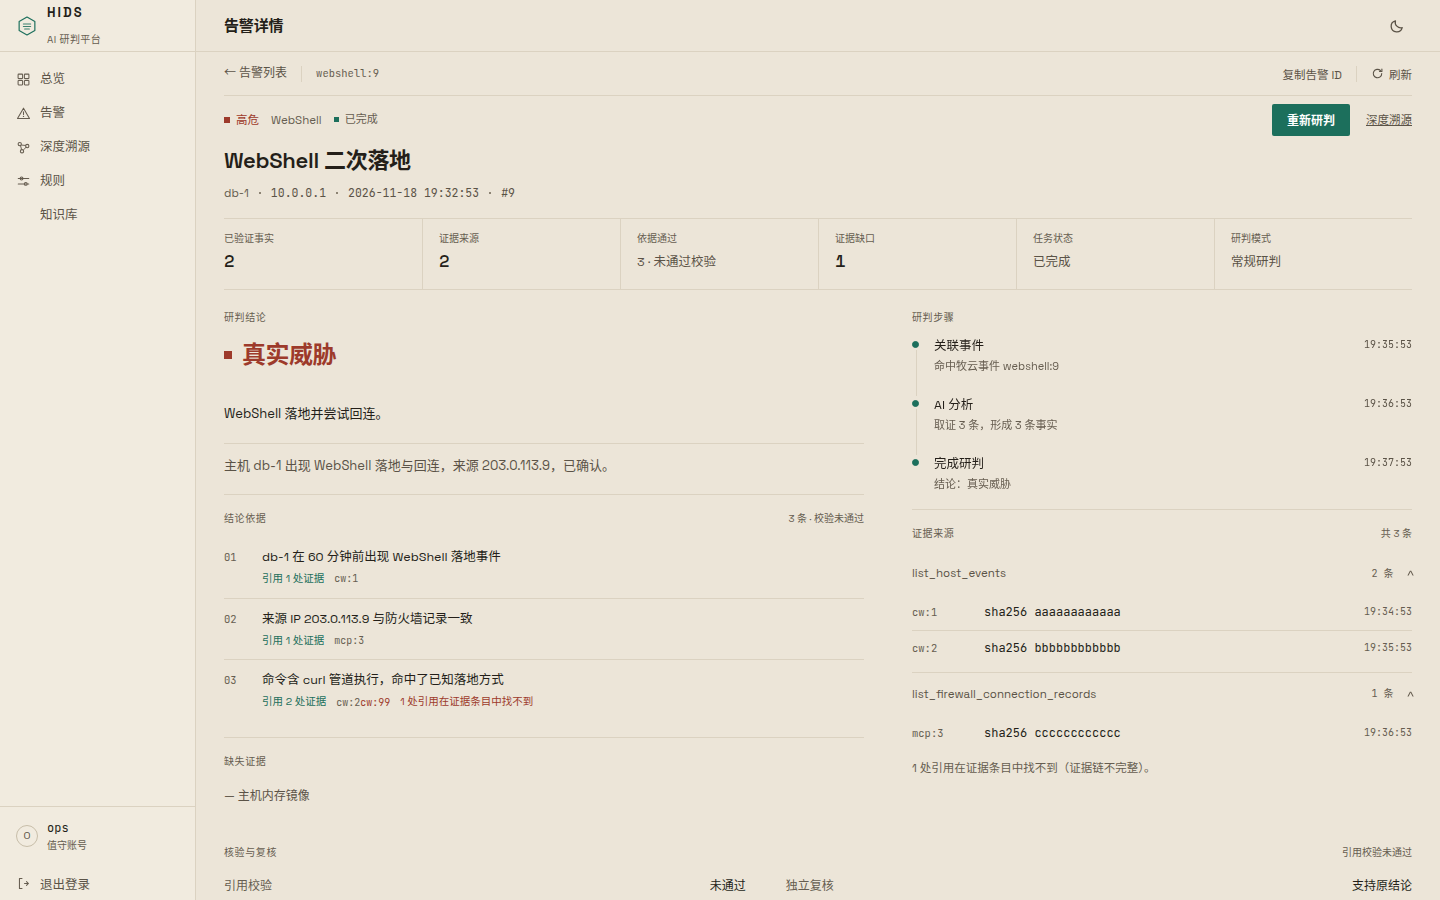 HIDS
AI 研判平台
总览
告警
深度溯源
规则
知识库
ops
O
值守账号
退出登录
告警详情
← 告警列表
webshell:9
复制告警 ID
刷新
高危 WebShell 已完成
重新研判
深度溯源
WebShell 二次落地
db-1 · 10.0.0.1 · 2026-11-18 19:32:53 · #9
已验证事实
2
证据来源
2
依据通过
3 · 未通过校验
证据缺口
1
任务状态
已完成
研判模式
常规研判
研判结论
真实威胁
WebShell 落地并尝试回连。
主机 db-1 出现 WebShell 落地与回连，来源 203.0.113.9，已确认。
结论依据
3 条 · 校验未通过
01 db-1 在 60 分钟前出现 WebShell 落地事件
引用 1 处证据 cw:1
02 来源 IP 203.0.113.9 与防火墙记录一致
引用 1 处证据 mcp:3
03 命令含 curl 管道执行，命中了已知落地方式
引用 2 处证据 cw:2cw:99 1 处引用在证据条目中找不到
缺失证据
— 主机内存镜像
研判步骤
关联事件 19:35:53
命中牧云事件 webshell:9
AI 分析 19:36:53
取证 3 条，形成 3 条事实
完成研判 19:37:53
结论：真实威胁
证据来源 共 3 条
list_host_events 2 条
cw:1 sha256 aaaaaaaaaaaa 19:34:53
cw:2 sha256 bbbbbbbbbbbb 19:35:53
list_firewall_connection_records 1 条
mcp:3 sha256 cccccccccccc 19:36:53
1 处引用在证据条目中找不到（证据链不完整）。
核验与复核
引用校验未通过
引用校验 未通过
独立复核 支持原结论